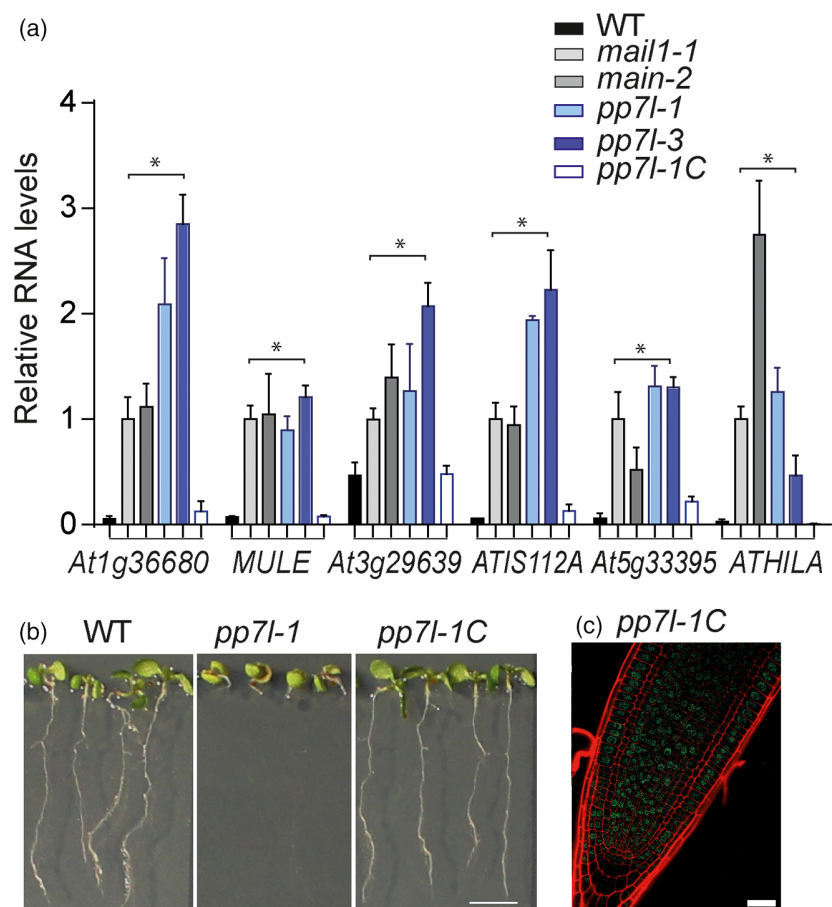 (a)
WT
mail1-1
main-2
pp7l-1
pp7l-3
pp7l-1C
Relative RNA levels
4
3
2
1
0
* * * * * *
At1g36680 MULE At3g29639 ATIS112A At5g33395 ATHILA
(b) WT pp7l-1 pp7l-1C
(c) pp7l-1C